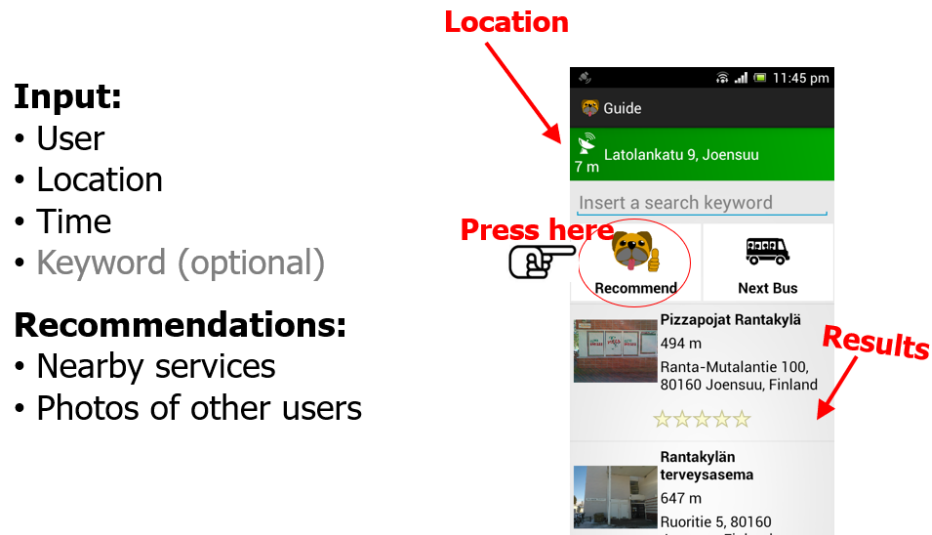 Location
Input:
• User
• Location
• Time
• Keyword (optional)
Recommendations:
• Nearby services
• Photos of other users
11:45 pm
Guide
7 m
Latolankatu 9, Joensuu
Insert a search keyword
Press here
Recommend
Next Bus
Pizzapojat Rantakylä
494 m
Ranta-Mutalantie 100,
80160 Joensuu, Finland
Results
Rantakylän
terveysasema
647 m
Ruoritie 5, 80160